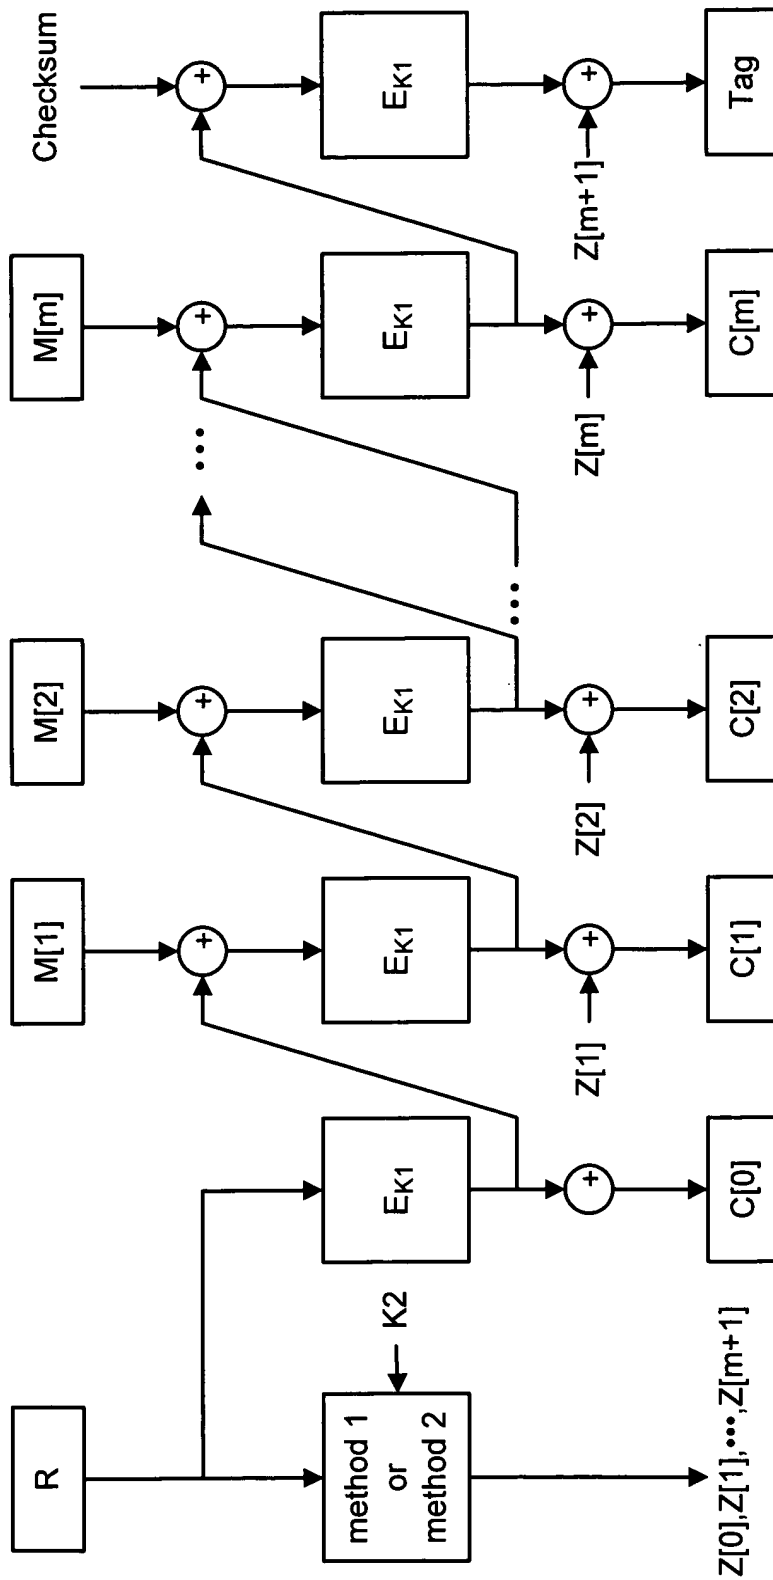 R
M[1]
M[2]
•••
M[m]
Checksum
+
+
+
+
method 1
or
method 2
K2
EK1
EK1
EK1
EK1
EK1
•••
+
Z[1]
+
Z[2]
+
Z[m]
+
Z[m+1]
+
Z[0],Z[1],•••,Z[m+1]
C[0]
C[1]
C[2]
C[m]
Tag